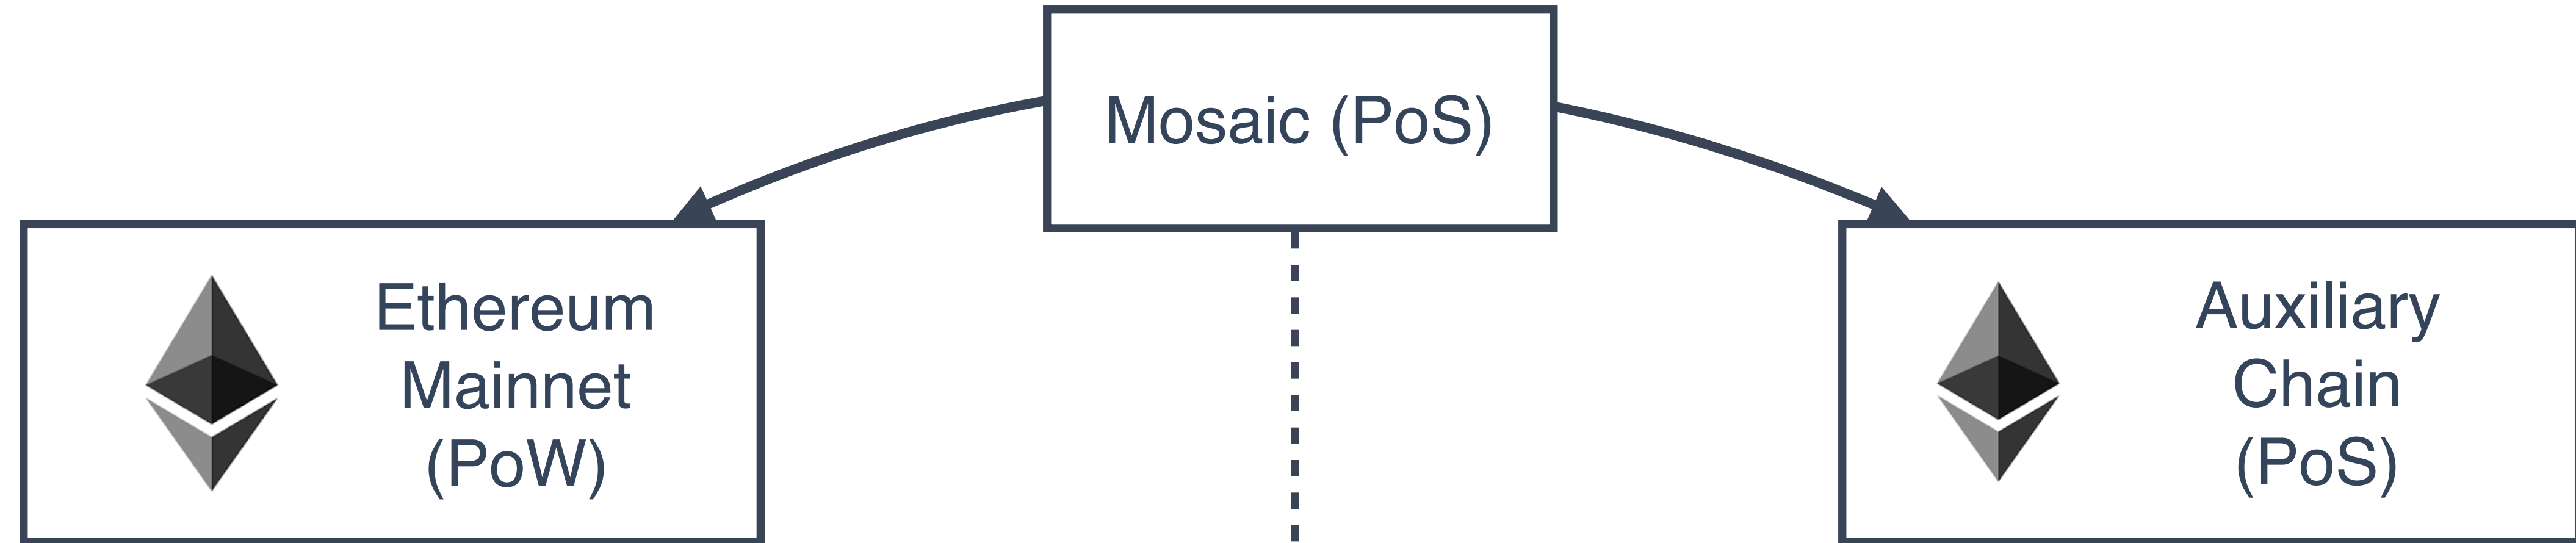 Mosaic (PoS)
Ethereum
Mainnet
(PoW)
Auxiliary
Chain
(PoS)